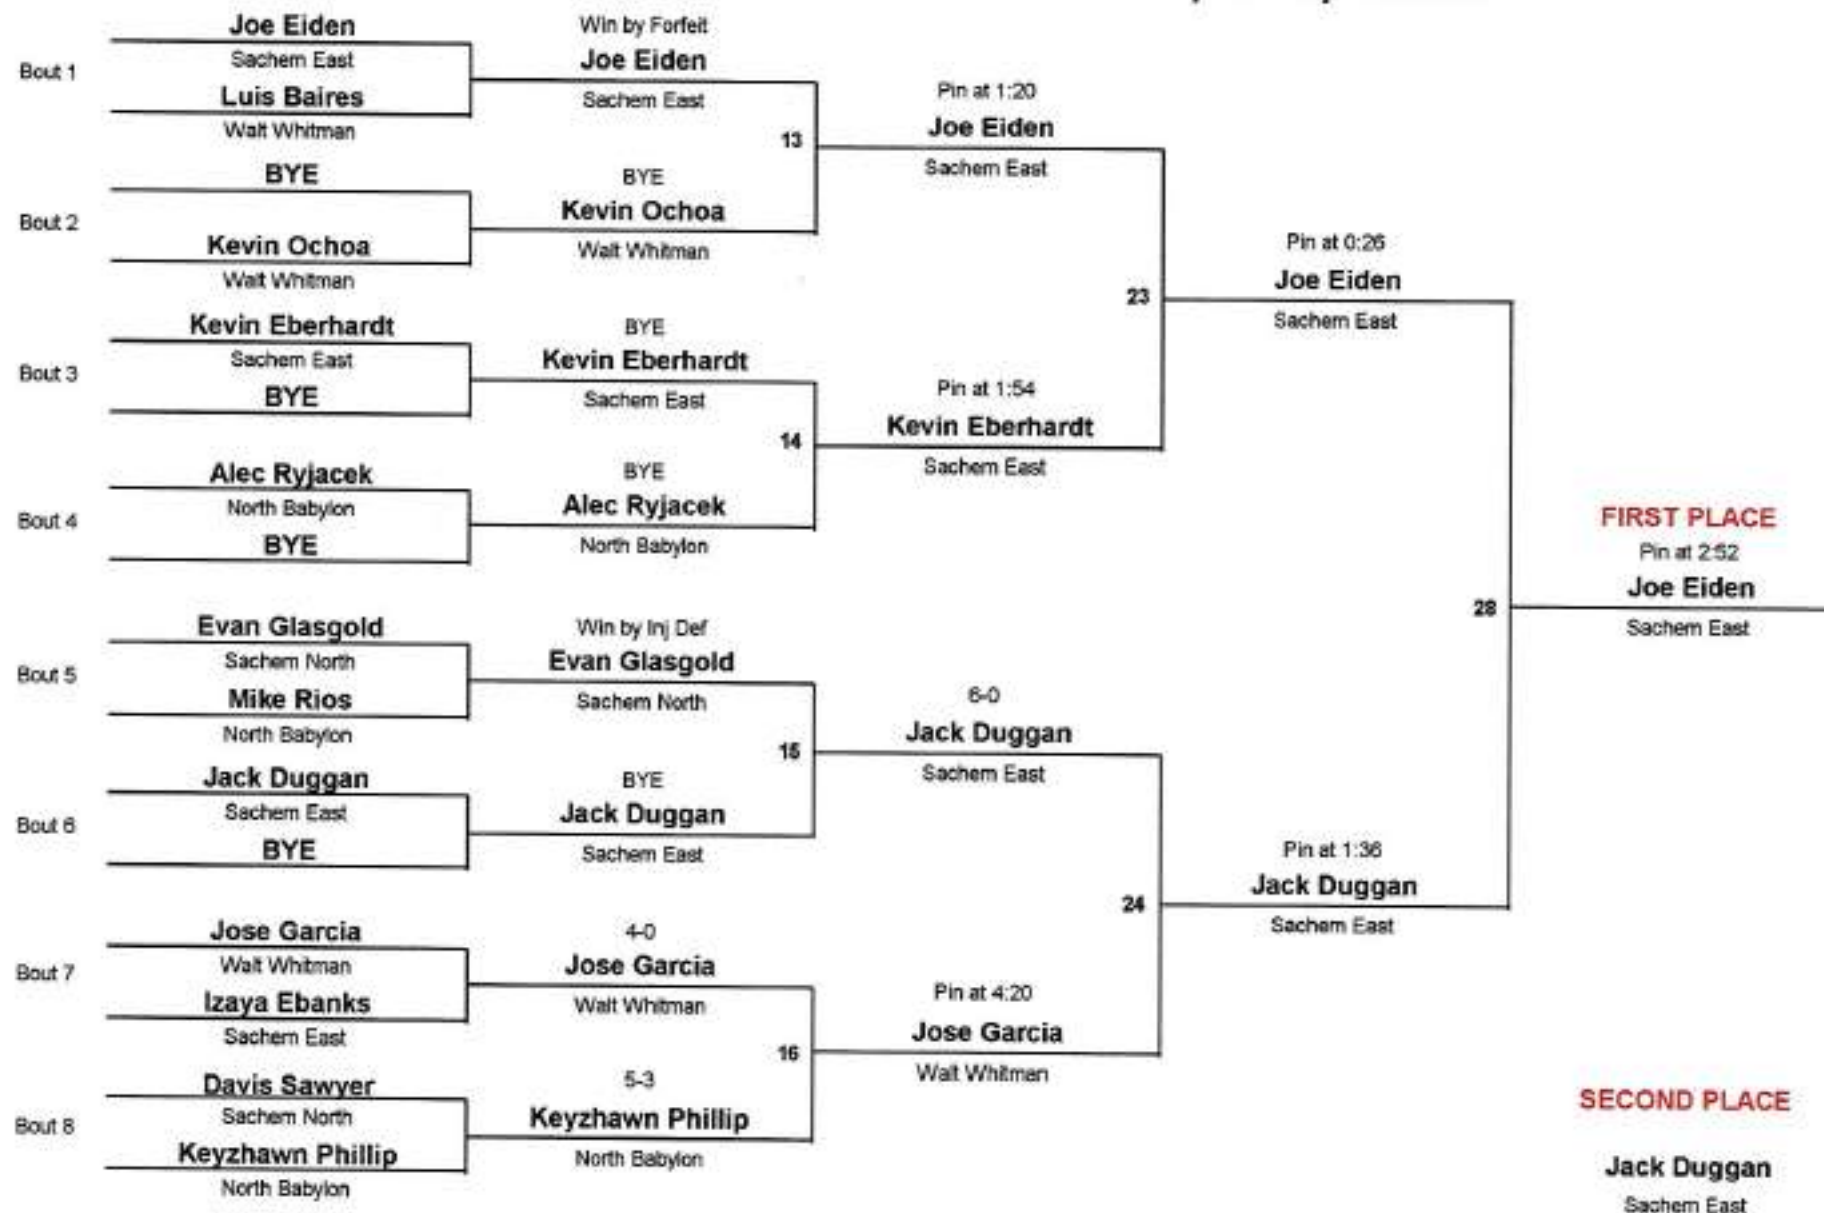 Bout 1
Joe Eiden
Sachem East
Luis Baires
Walt Whitman
Bout 2
BYE
Kevin Ochoa
Walt Whitman
Bout 3
Kevin Eberhardt
Sachem East
BYE
Bout 4
Alec Ryjacek
North Babylon
BYE
Bout 5
Evan Glasgold
Sachem North
Mike Rios
North Babylon
Bout 6
Jack Duggan
Sachem East
BYE
Bout 7
Jose Garcia
Walt Whitman
Izaya Ebanks
Sachem East
Bout 8
Davis Sawyer
Sachem North
Keyzhawn Phillip
North Babylon
Win by Forfeit
Joe Eiden
Sachem East
BYE
Kevin Ochoa
Walt Whitman
BYE
Kevin Eberhardt
Sachem East
BYE
Alec Ryjacek
North Babylon
Win by Inj Def
Evan Glasgold
Sachem North
BYE
Jack Duggan
Sachem East
4-0
Jose Garcia
Walt Whitman
5-3
Keyzhawn Phillip
North Babylon
13
Pin at 1:20
Joe Eiden
Sachem East
14
Pin at 1:54
Kevin Eberhardt
Sachem East
15
6-0
Jack Duggan
Sachem East
16
Pin at 4:20
Jose Garcia
Walt Whitman
23
Pin at 0:26
Joe Eiden
Sachem East
24
Pin at 1:36
Jack Duggan
Sachem East
28
FIRST PLACE
Pin at 2:52
Joe Eiden
Sachem East
SECOND PLACE
Jack Duggan
Sachem East